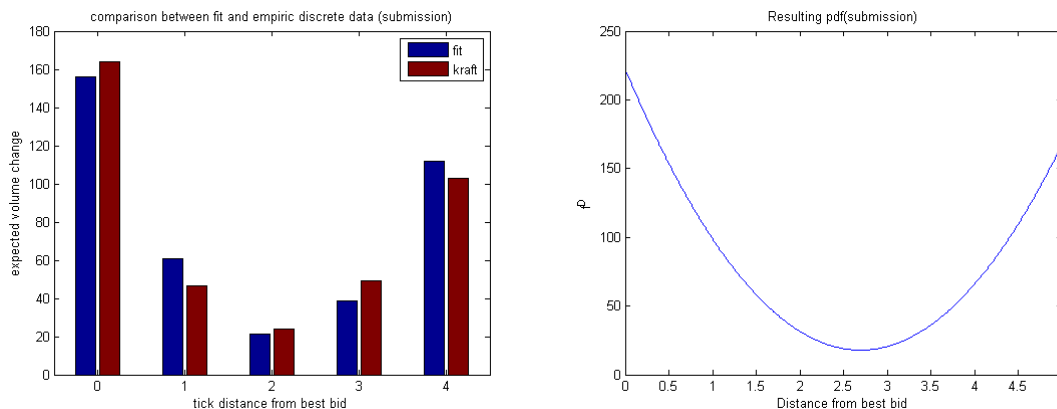 comparison between fit and empiric discrete data (submission)
180
160
140
120
100
80
60
40
20
0
expected volume change
fit
kraft
0 1 2 3 4
tick distance from best bid
Resulting pdf(submission)
250
200
150
100
50
0
0 0.5 1 1.5 2 2.5 3 3.5 4 4.5
Distance from best bid